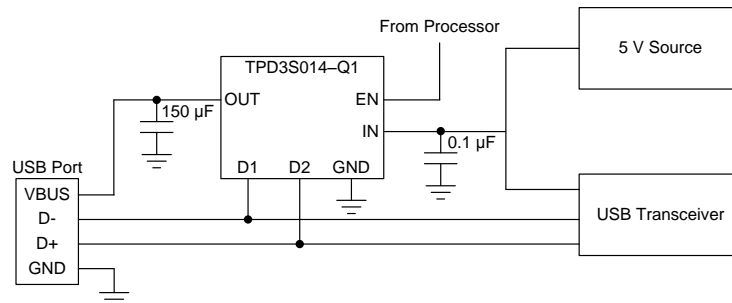 From Processor
5 V Source
TPD3S014–Q1
OUT
EN
150 µF
IN
0.1 µF
D1
D2
GND
USB Port
VBUS
D-
D+
GND
USB Transceiver